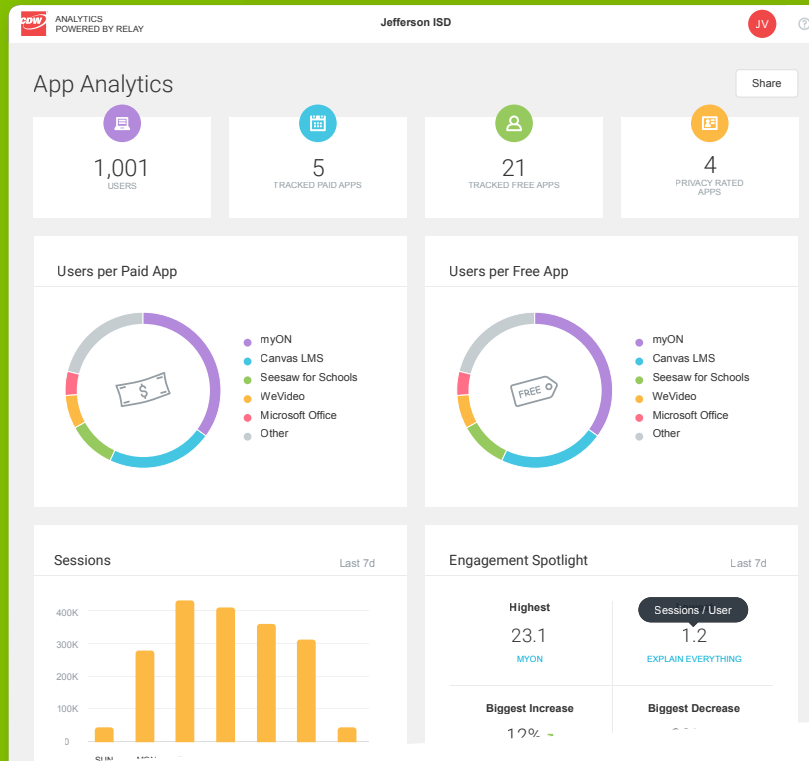 CDW
ANALYTICS
POWERED BY RELAY
Jefferson ISD
JV
?
App Analytics
Share
1,001
USERS
5
TRACKED PAID APPS
21
TRACKED FREE APPS
4
PRIVACY RATED
APPS
Users per Paid App
$
myON
Canvas LMS
Seesaw for Schools
WeVideo
Microsoft Office
Other
Users per Free App
FREE
myON
Canvas LMS
Seesaw for Schools
WeVideo
Microsoft Office
Other
Sessions
Last 7d
400K
300K
200K
100K
0
SUN
MON
Engagement Spotlight
Last 7d
Highest
23.1
MYON
Sessions / User
1.2
EXPLAIN EVERYTHING
Biggest Increase
12%
Biggest Decrease